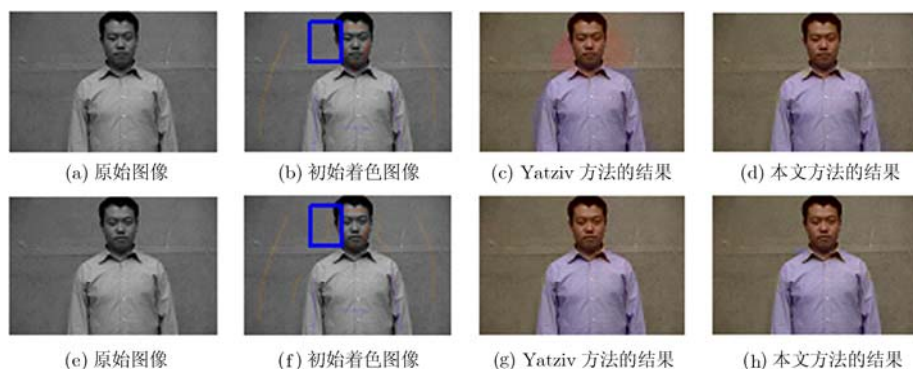 (a) 原始图像
(b) 初始着色图像
(c) Yatziv 方法的结果
(d) 本文方法的结果
(e) 原始图像
(f) 初始着色图像
(g) Yatziv 方法的结果
(h) 本文方法的结果